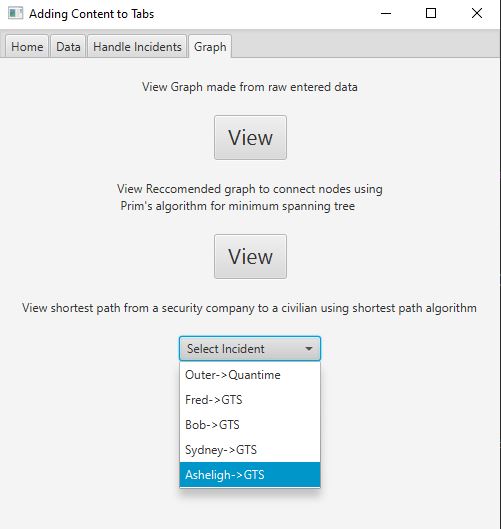 Adding Content to Tabs
Home Data Handle Incidents Graph
View Graph made from raw entered data
View
View Reccomended graph to connect nodes using
Prim's algorithm for minimum spanning tree
View
View shortest path from a security company to a civilian using shortest path algorithm
Select Incident
Outer->Quantime
Fred->GTS
Bob->GTS
Sydney->GTS
Asheligh->GTS